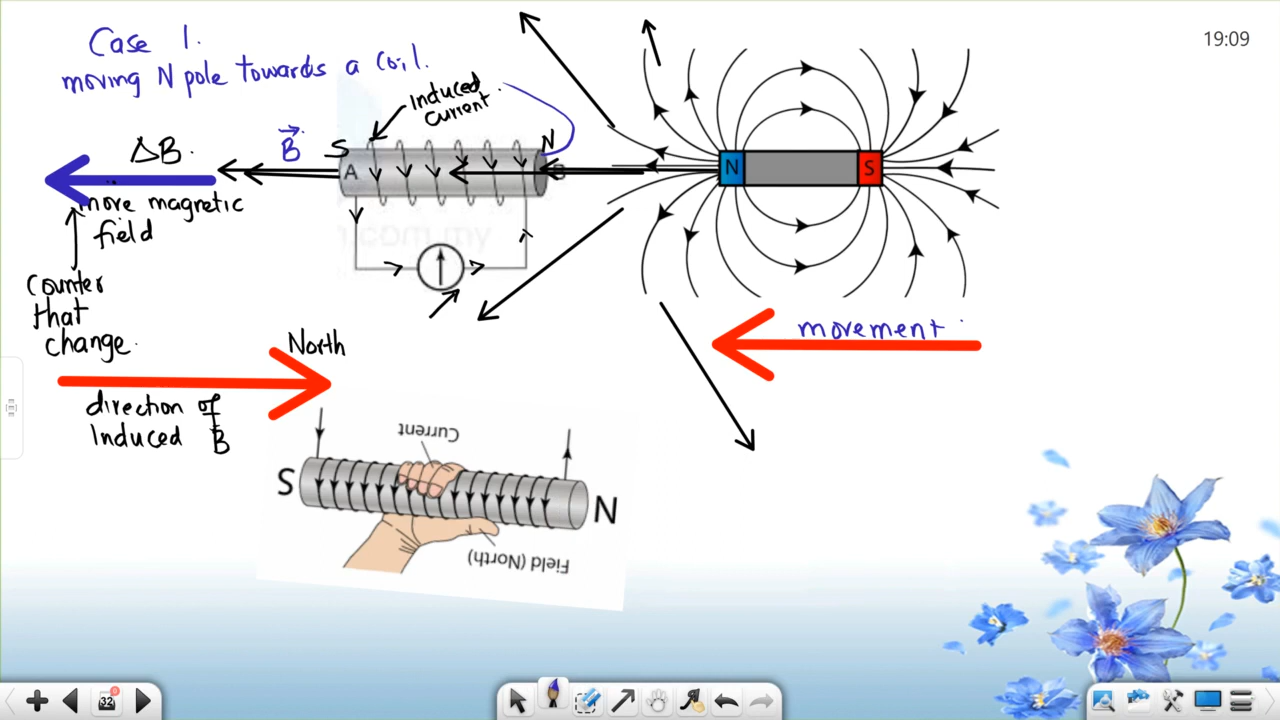 Case 1.
moving N pole towards a coil.
19:09
Induced
current.
ΔB.
B
S
N
A
N
S
more magnetic
field
Counter
that
change.
movement.
North
direction of
Induced B
Current
S
N
Field (North)
32